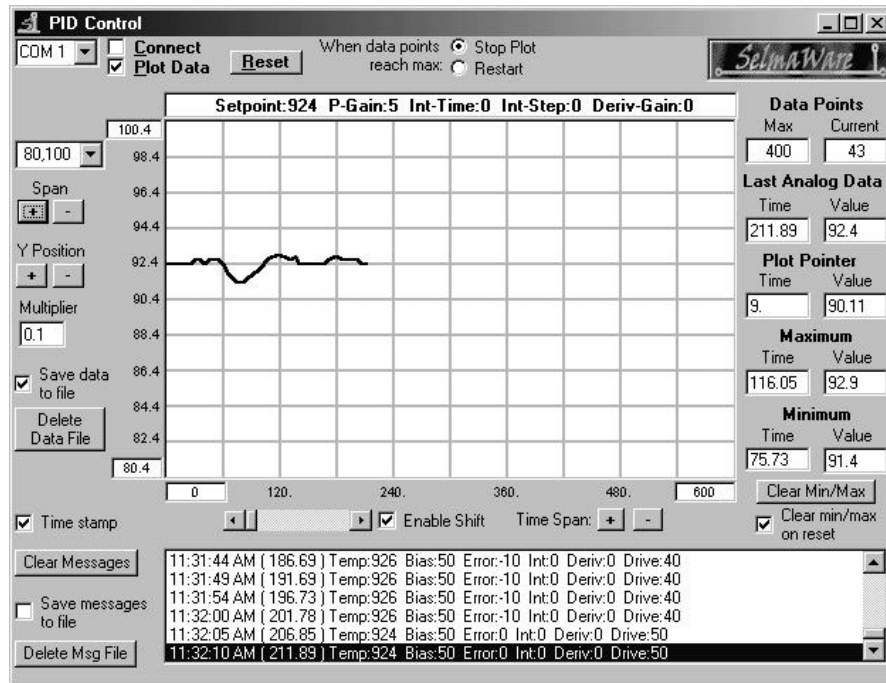 PID Control
COM 1
Connect
Plot Data
Reset
When data points
reach max:
Stop Plot
Restart
SelmaWare
Setpoint:924 P-Gain:5 Int-Time:0 Int-Step:0 Deriv-Gain:0
80,100
Span
+ -
Y Position
+ -
Multiplier
0.1
Save data
to file
Delete
Data File
100.4
98.4
96.4
94.4
92.4
90.4
88.4
86.4
84.4
82.4
80.4
0 120. 240. 360. 480. 600
Data Points
Max Current
400 43
Last Analog Data
Time Value
211.89 92.4
Plot Pointer
Time Value
9. 90.11
Maximum
Time Value
116.05 92.9
Minimum
Time Value
75.73 91.4
Clear Min/Max
Clear min/max
on reset
Time stamp
Enable Shift
Time Span: + -
Clear Messages
Save messages
to file
Delete Msg File
11:31:44 AM ( 186.69 ) Temp:926 Bias:50 Error:-10 Int:0 Deriv:0 Drive:40
11:31:49 AM ( 191.69 ) Temp:926 Bias:50 Error:-10 Int:0 Deriv:0 Drive:40
11:31:54 AM ( 196.73 ) Temp:926 Bias:50 Error:-10 Int:0 Deriv:0 Drive:40
11:32:00 AM ( 201.78 ) Temp:926 Bias:50 Error:-10 Int:0 Deriv:0 Drive:40
11:32:05 AM ( 206.85 ) Temp:924 Bias:50 Error:0 Int:0 Deriv:0 Drive:50
11:32:10 AM ( 211.89 ) Temp:924 Bias:50 Error:0 Int:0 Deriv:0 Drive:50